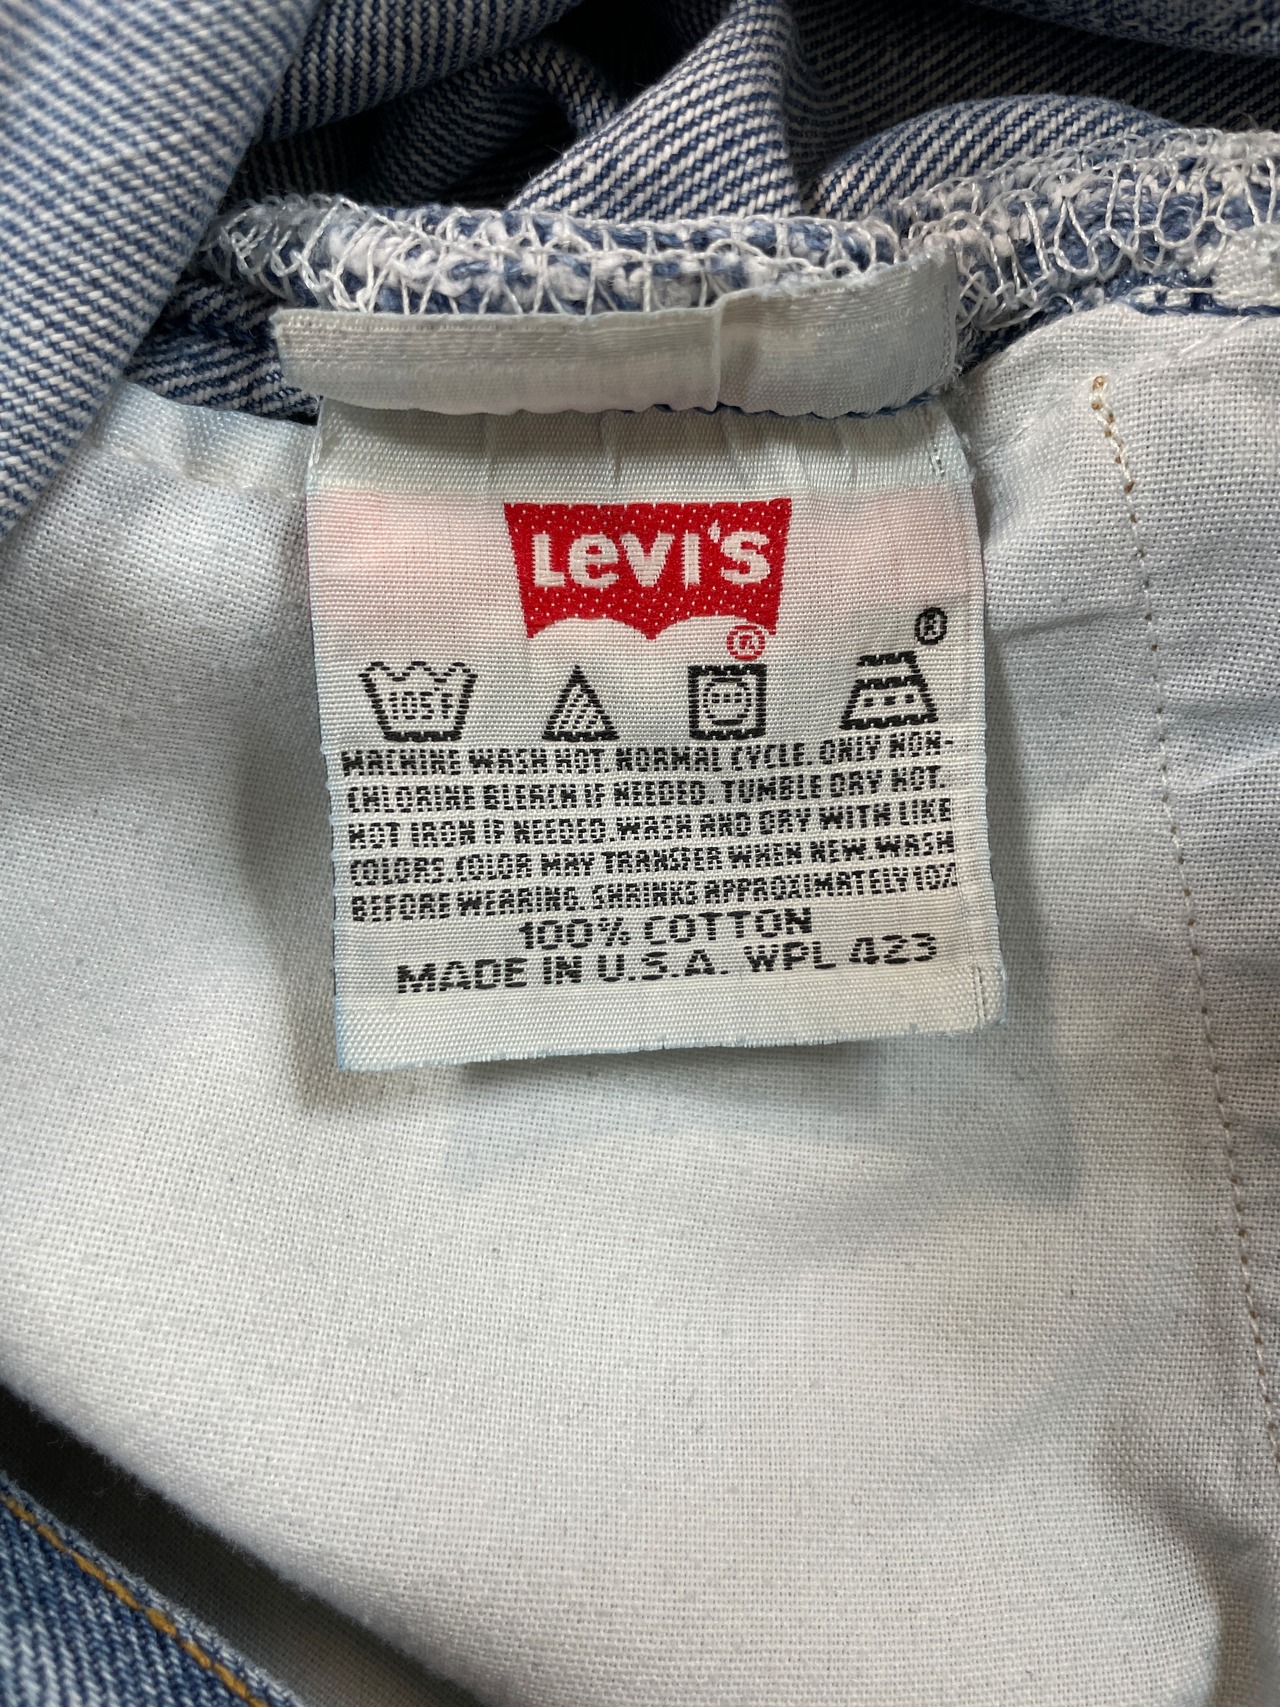 LEVI'S
®
®
105F
MACHINE WASH HOT. NORMAL CYCLE. ONLY NON-
CHLORINE BLEACH IF NEEDED. TUMBLE DRY HOT.
HOT IRON IF NEEDED. WASH AND DRY WITH LIKE
COLORS. COLOR MAY TRANSFER WHEN NEW. WASH
BEFORE WEARING. SHRINKS APPROXIMATELY 10%
100% COTTON
MADE IN U.S.A. WPL 423